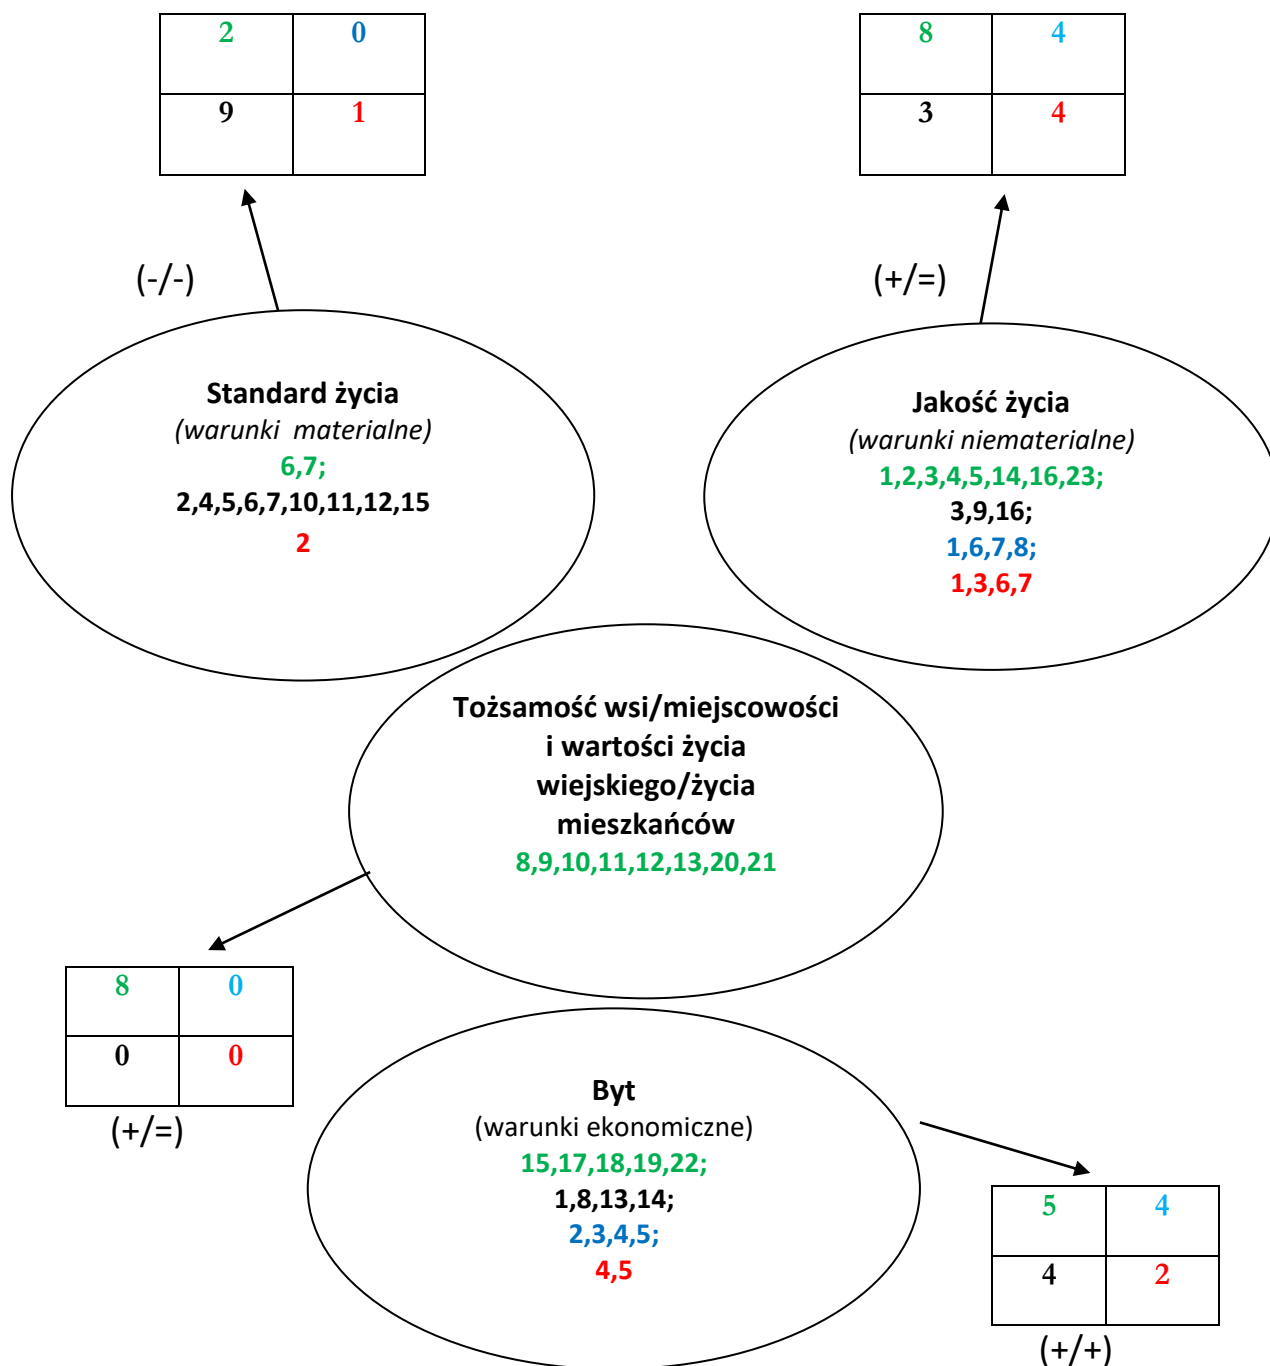 2 0
9 1
8 4
3 4
(-/-)
(+/=)
Standard życia
(warunki materialne)
6,7;
2,4,5,6,7,10,11,12,15
2
Jakość życia
(warunki niematerialne)
1,2,3,4,5,14,16,23;
3,9,16;
1,6,7,8;
1,3,6,7
Tożsamość wsi/miejscowości
i wartości życia
wiejskiego/życia
mieszkańców
8,9,10,11,12,13,20,21
8 0
0 0
(+/=)
Byt
(warunki ekonomiczne)
15,17,18,19,22;
1,8,13,14;
2,3,4,5;
4,5
5 4
4 2
(+/+)